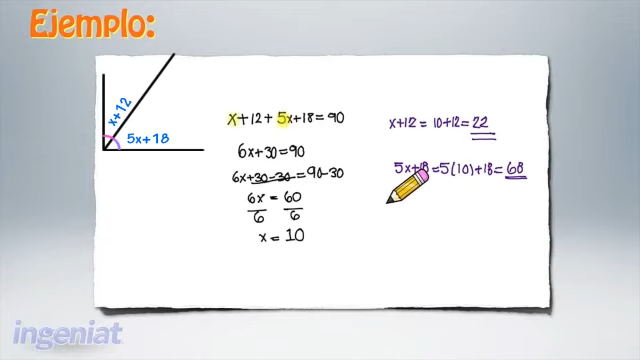 Ejemplo:
x+12
5x+18
x+12+5x+18=90
6x+30=90
6x+30-30=90-30
6x = 60
6 6
x = 10
x+12 = 10+12= 22
5x+18=5(10)+18= 68
ingeniat